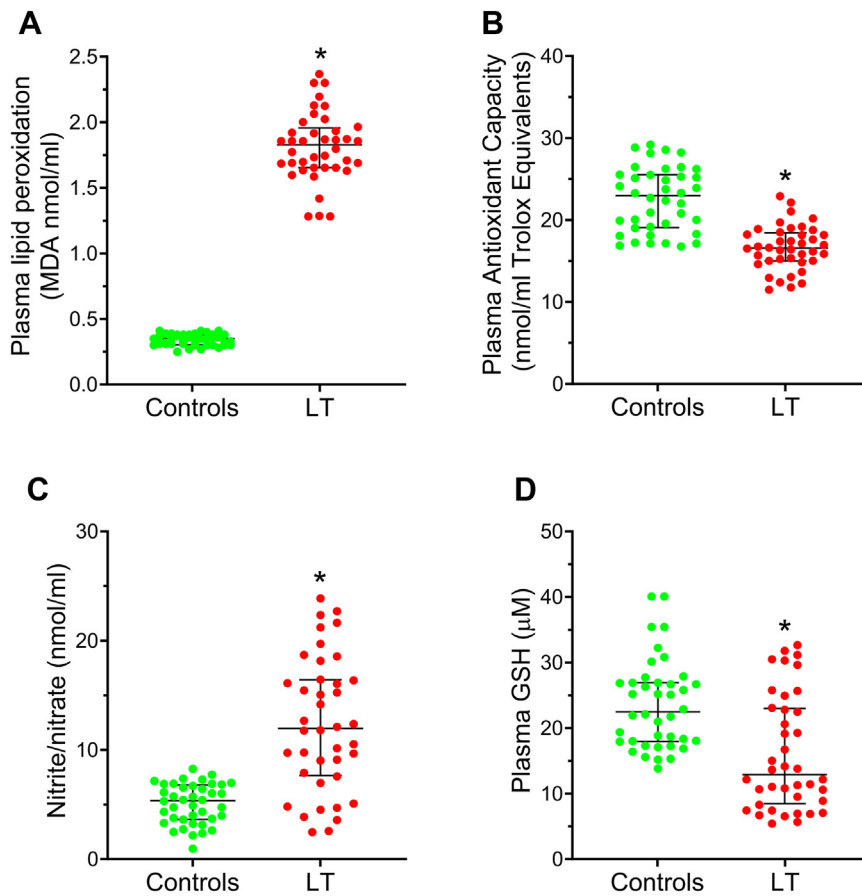 A
Plasma lipid peroxidation
(MDA nmol/ml)
2.5
2.0
1.5
1.0
0.5
0.0
*
Controls
LT
B
Plasma Antioxidant Capacity
(nmol/ml Trolox Equivalents)
40
30
20
10
0
*
Controls
LT
C
Nitrite/nitrate (nmol/ml)
30
20
10
0
*
Controls
LT
D
Plasma GSH (μM)
50
40
30
20
10
0
*
Controls
LT